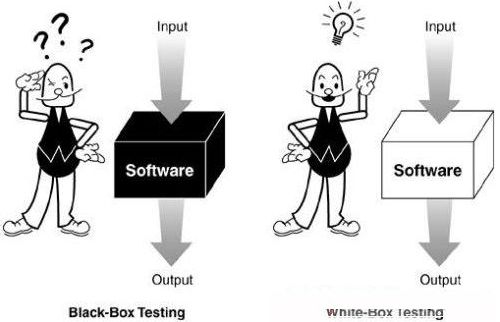 ? ? ?
Input
Software
Output
Black-Box Testing
Input
Software
Output
White-Box Testing